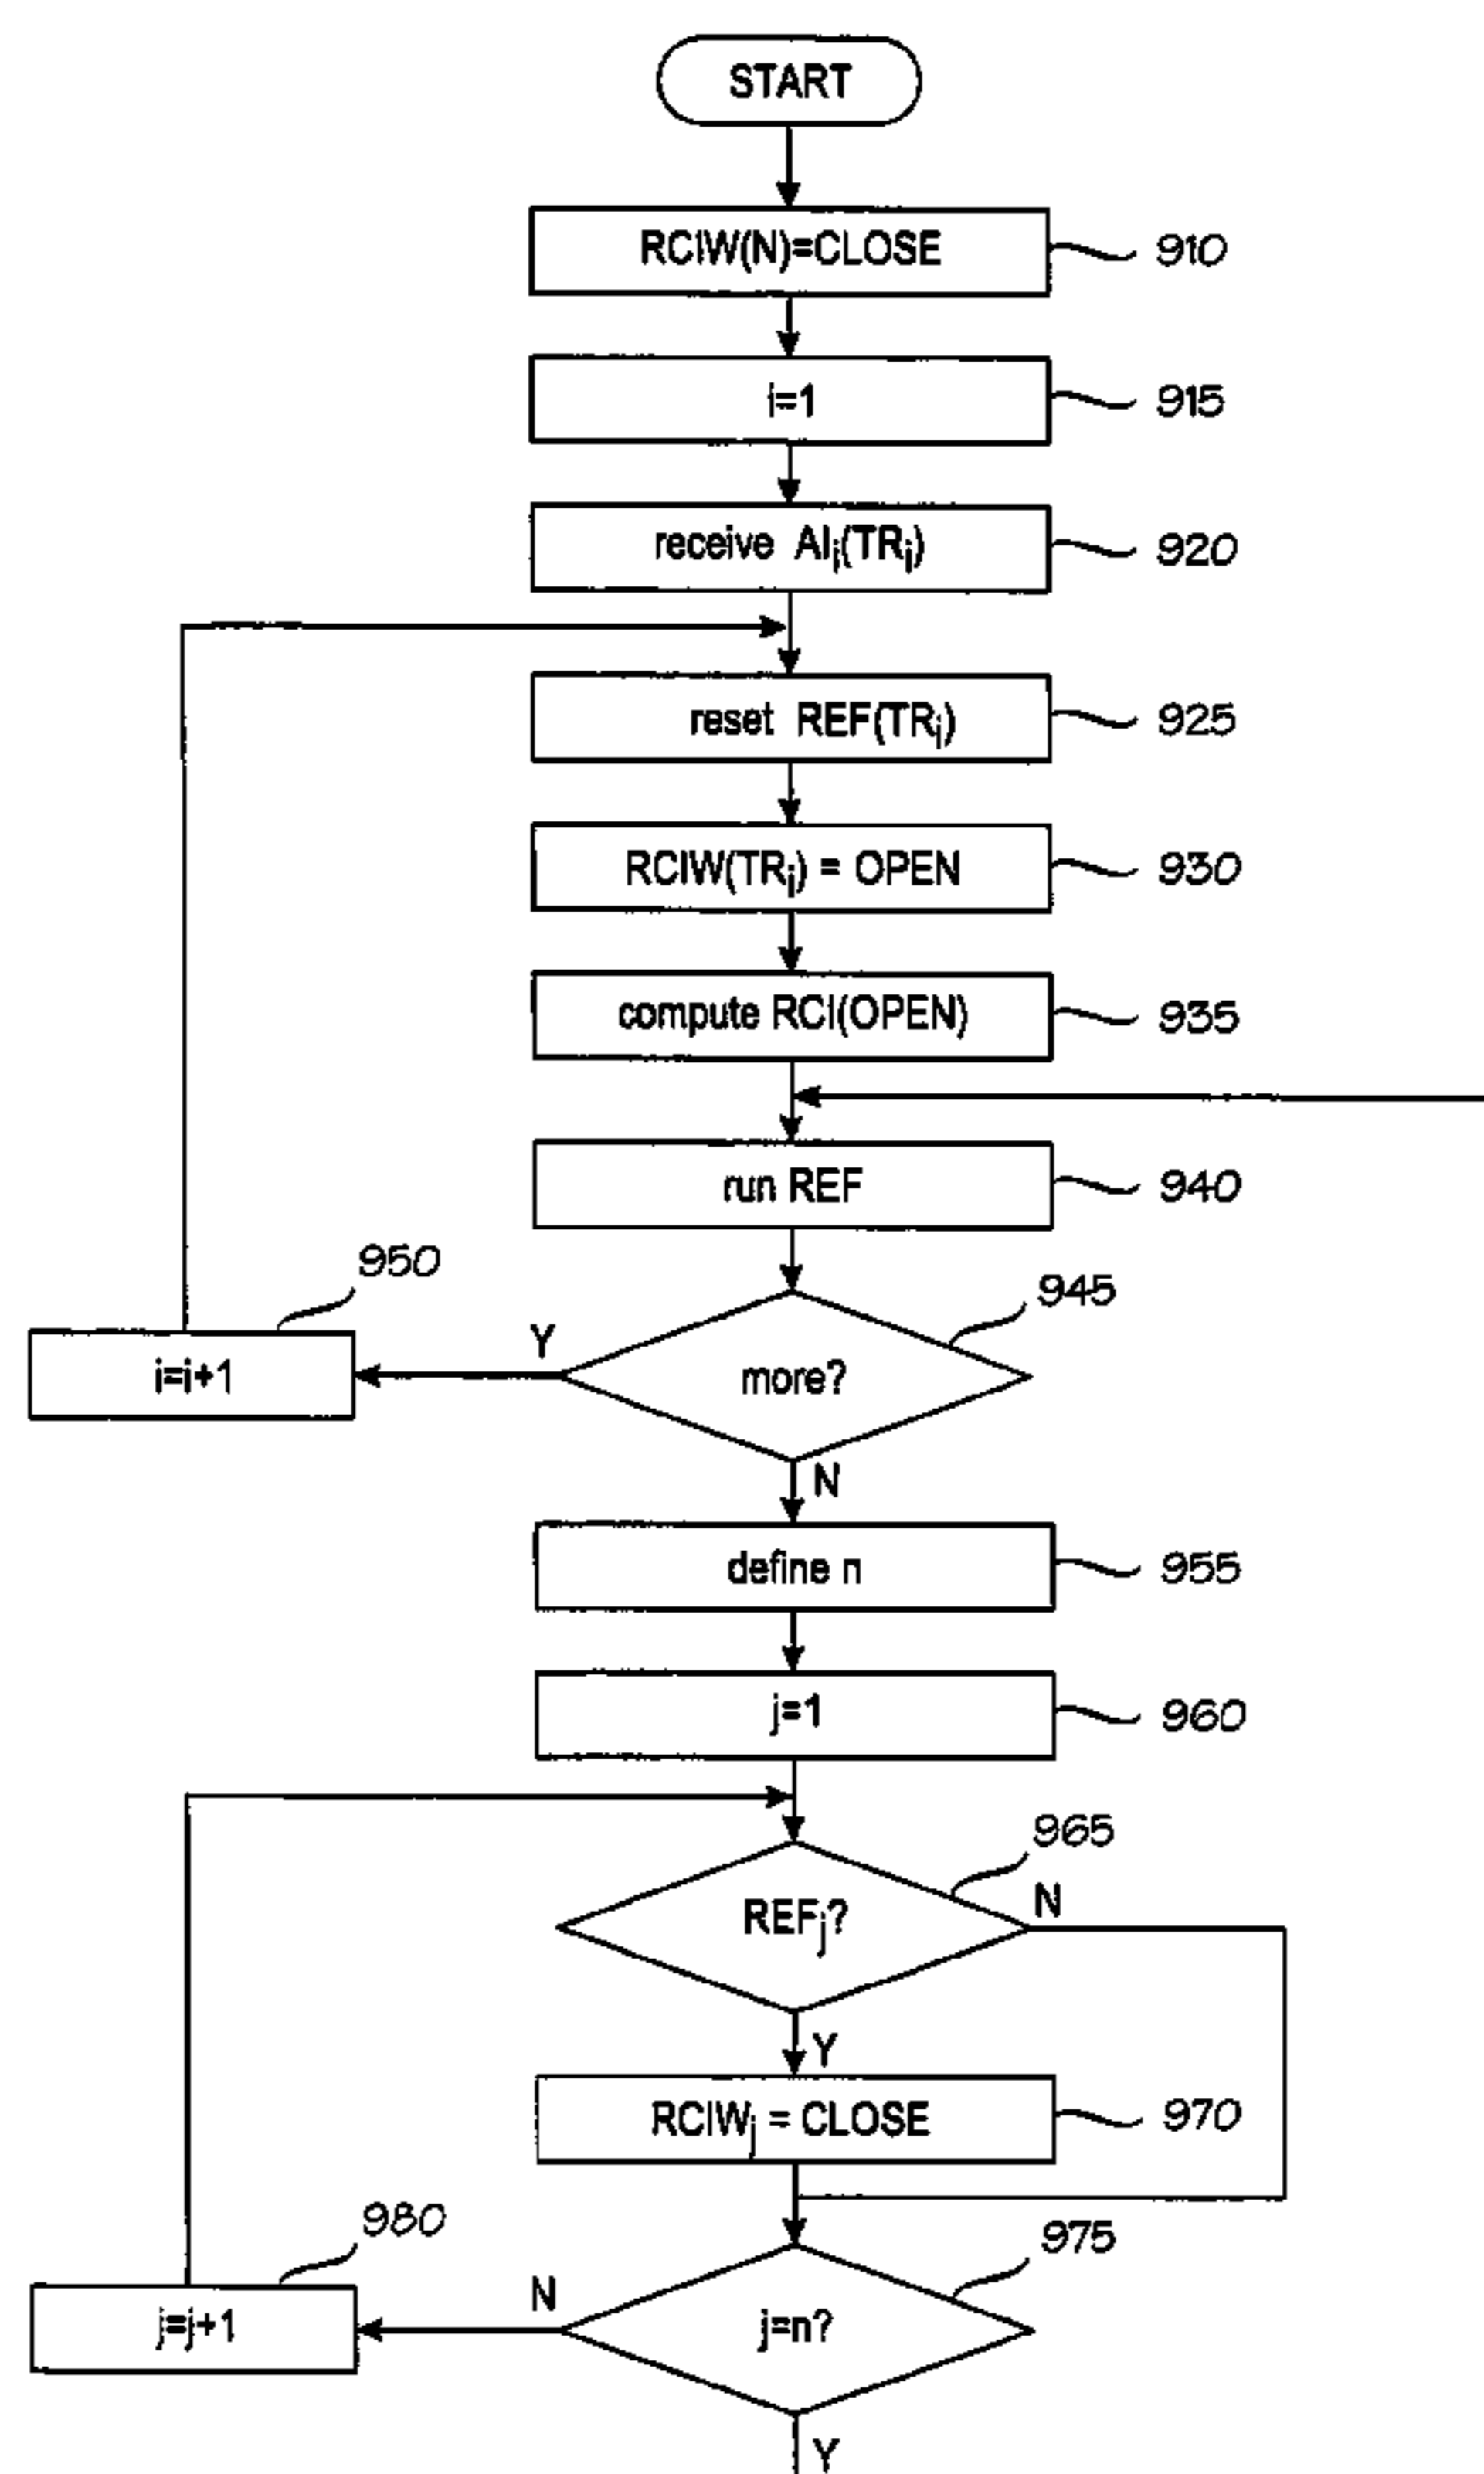 START
RCIW(N)=CLOSE
910
i=1
915
receive AIi(TRi)
920
reset REF(TRi)
925
RCIW(TRi) = OPEN
930
compute RCI(OPEN)
935
run REF
940
950
945
i=i+1
Y
more?
N
define n
955
j=1
960
965
REFj?
N
Y
RCIWj = CLOSE
970
980
975
j=j+1
N
j=n?
Y